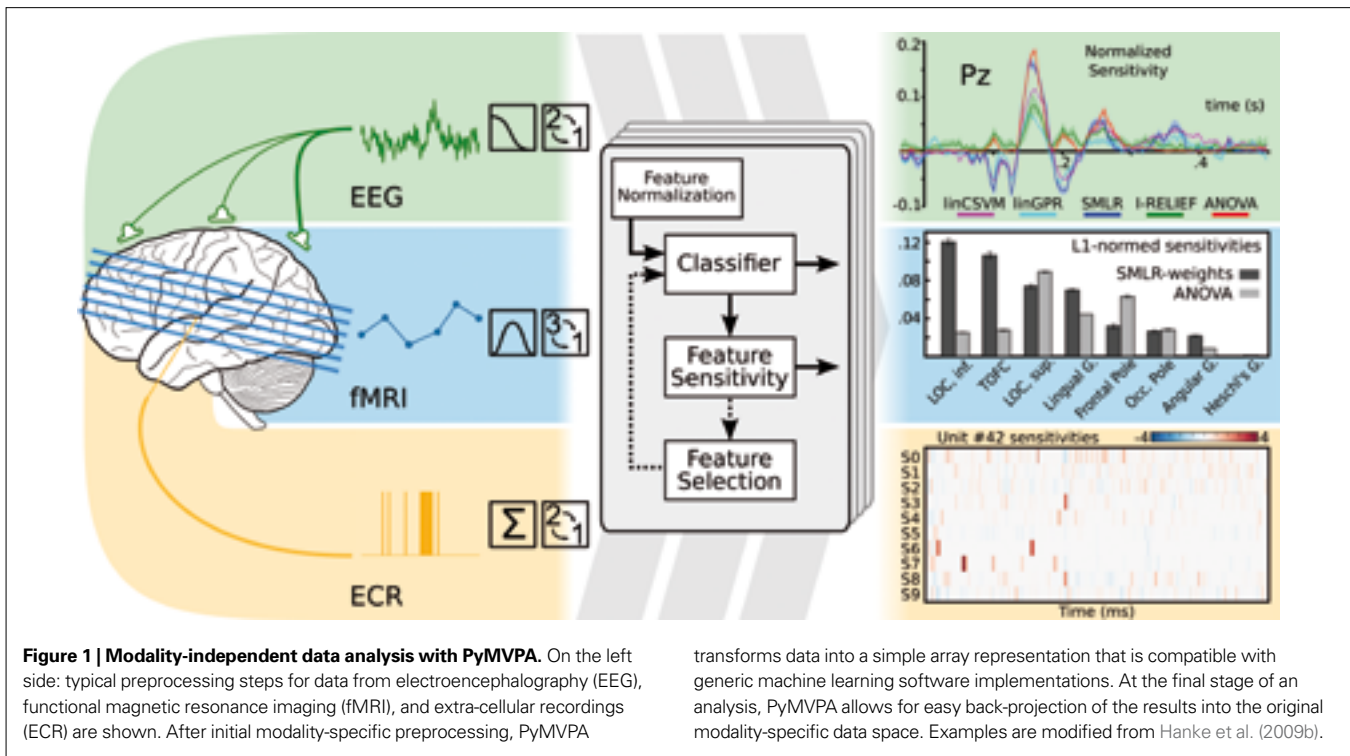 0.2
0.1
-0.1
Pz
Normalized
Sensitivity
time (s)
.2
.4
linCSVM linGPR SMLR I-RELIEF ANOVA
2
1
EEG
Feature
Normalization
Classifier
Feature
Sensitivity
Feature
Selection
.12
.08
.04
L1-normed sensitivities
SMLR-weights
ANOVA
LOC, inf.
TOFC
LOC, sup.
Lingual G.
Frontal Pole
Occ. Pole
Angular G.
Heschl's G.
3
1
fMRI
Unit #42 sensitivities
-4 4
S0
S1
S2
S3
S4
S5
S6
S7
S8
S9
Time (ms)
Σ
2
1
ECR
Figure 1 | Modality-independent data analysis with PyMVPA. On the left
side: typical preprocessing steps for data from electroencephalography (EEG),
functional magnetic resonance imaging (fMRI), and extra-cellular recordings
(ECR) are shown. After initial modality-specific preprocessing, PyMVPA
transforms data into a simple array representation that is compatible with
generic machine learning software implementations. At the final stage of an
analysis, PyMVPA allows for easy back-projection of the results into the original
modality-specific data space. Examples are modified from Hanke et al. (2009b).